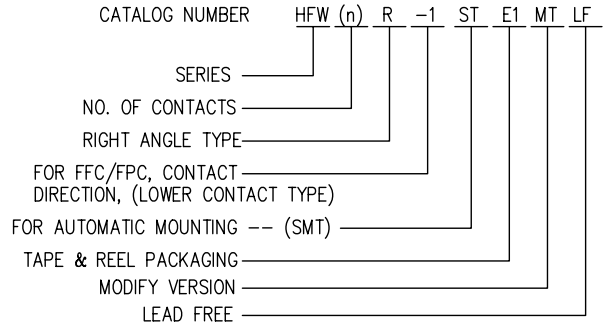 CATALOG NUMBER HFW (n) R -1 ST E1 MT LF
SERIES
NO. OF CONTACTS
RIGHT ANGLE TYPE
FOR FFC/FPC, CONTACT
DIRECTION, (LOWER CONTACT TYPE)
FOR AUTOMATIC MOUNTING -- (SMT)
TAPE & REEL PACKAGING
MODIFY VERSION
LEAD FREE